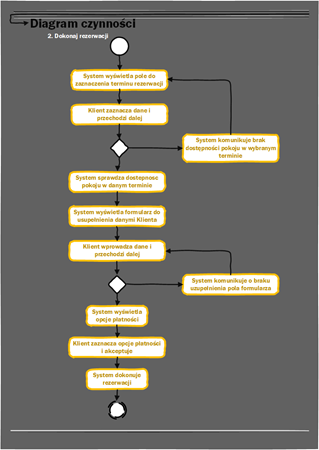 Diagram czynności
2. Dokonaj rezerwacji
System wyświetla pole do
zaznaczenia terminu rezerwacji
Klient zaznacza dane i
przechodzi dalej
System komunikuje brak
dostępności pokoju w wybranym
terminie
System sprawdza dostepnosc
pokoju w danym terminie
System wyświetla formularz do
usupełnienia danymi Klienta
Klient wprowadza dane i
przechodzi dalej
System komunikuje o braku
uzupełnienia pola formularza
System wyświetla
opcje płatności
Klient zaznacza opcje płatności
i akceptuje
System dokonuje
rezerwacji